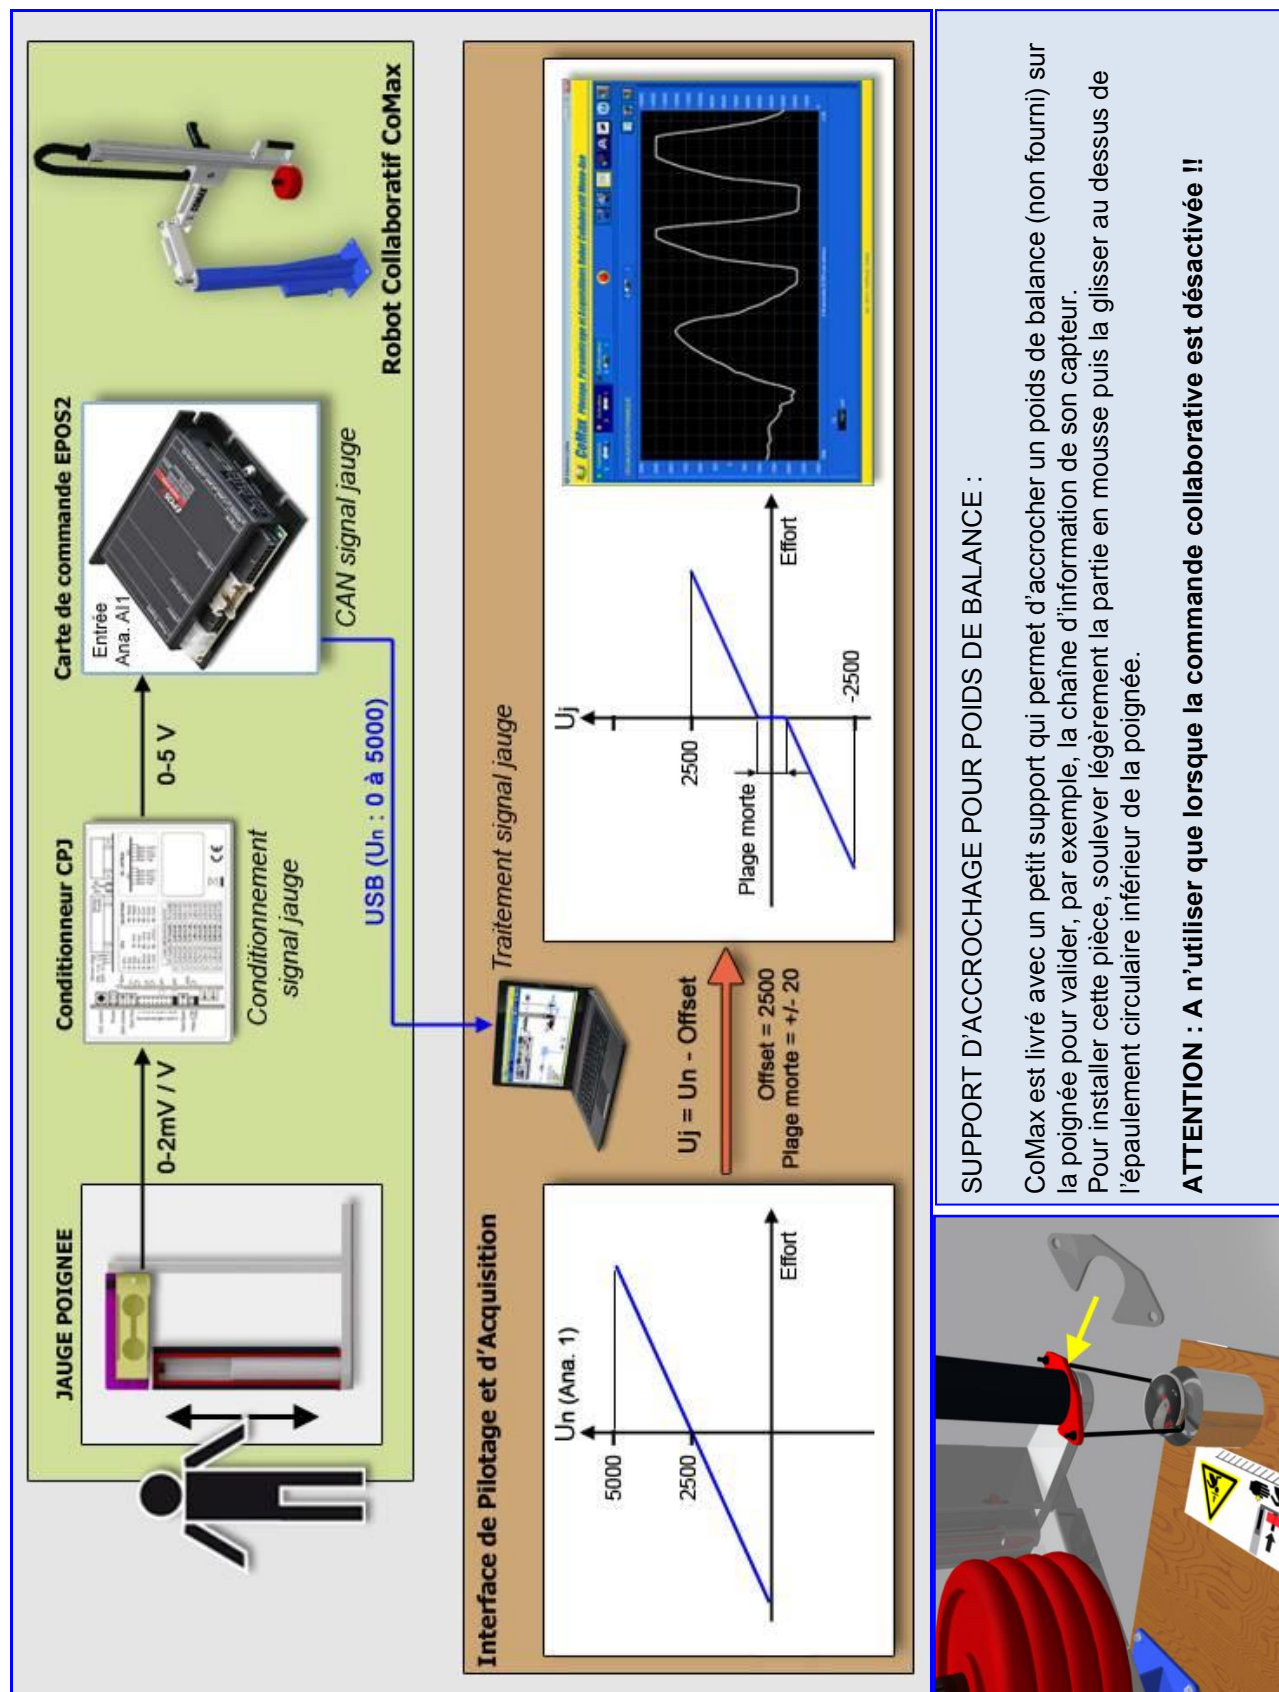 JAUGE POIGNEE
0-2mV / V
Conditionneur CPJ
Conditionnement
signal jauge
0-5 V
Carte de commande EPOS2
Entrée
Ana. AI1
CAN signal jauge
Robot Collaboratif CoMax
USB (Un : 0 à 5000)
Interface de Pilotage et d'Acquisition
Traitement signal jauge
Un (Ana. 1)
5000
2500
Effort
Uj = Un - Offset
Offset = 2500
Plage morte = +/- 20
Uj
2500
Plage morte
-2500
Effort
CoMax
SUPPORT D'ACCROCHAGE POUR POIDS DE BALANCE :
CoMax est livré avec un petit support qui permet d'accrocher un poids de balance (non fourni) sur
la poignée pour valider, par exemple, la chaîne d'information de son capteur.
Pour installer cette pièce, soulever légèrement la partie en mousse puis la glisser au dessus de
l'épaulement circulaire inférieur de la poignée.
ATTENTION : A n'utiliser que lorsque la commande collaborative est désactivée !!